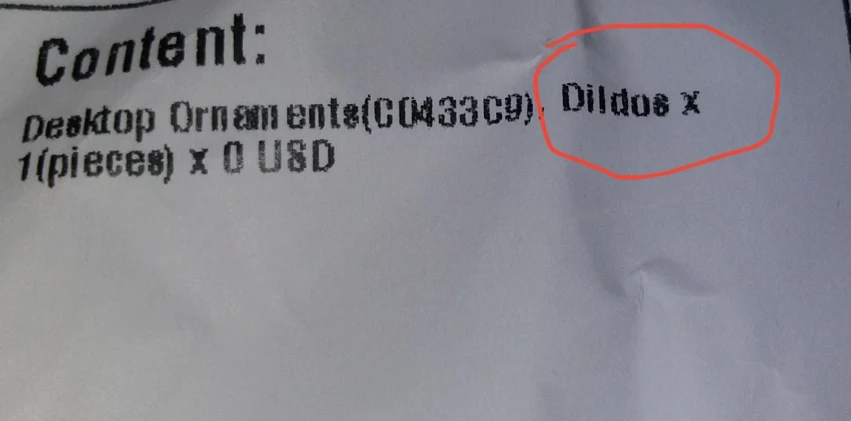 Content:
Desktop Ornaments(C0433C9), Dildos x
1(pieces) x 0 USD